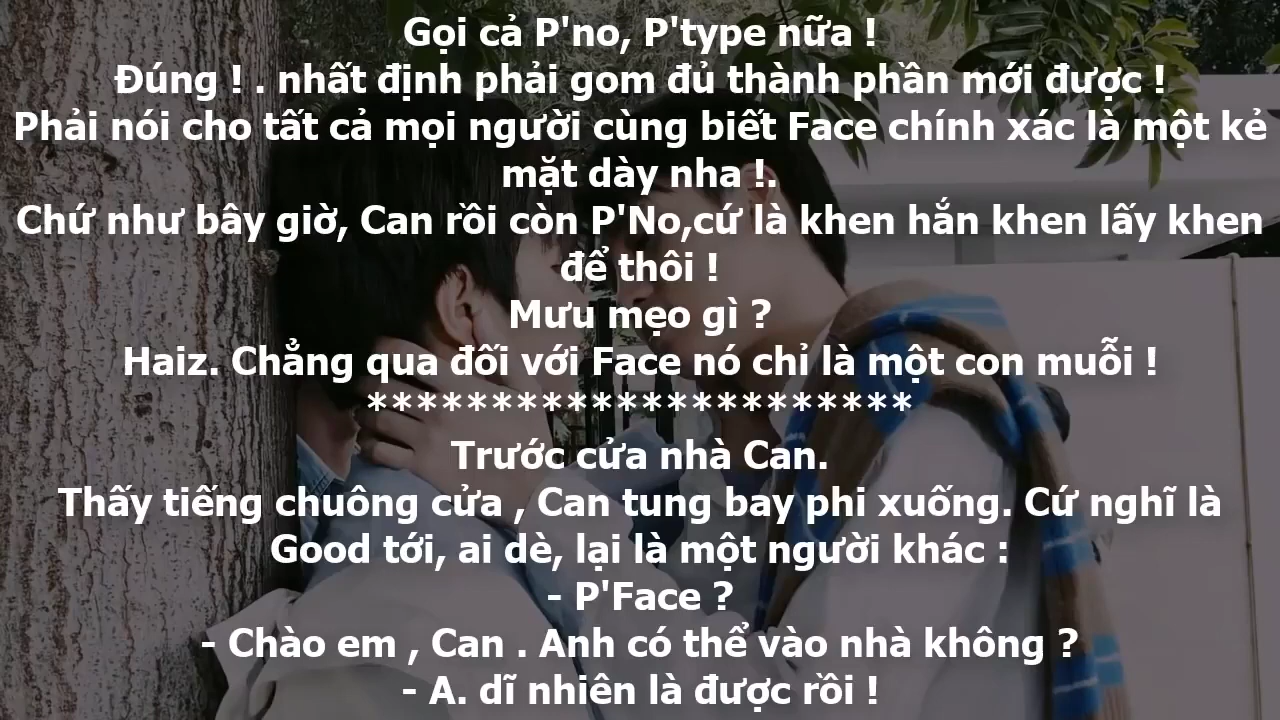 Gọi cả P'no, P'type nữa !
Đúng ! . nhất định phải gom đủ thành phần mới được !
Phải nói cho tất cả mọi người cùng biết Face chính xác là một kẻ
mặt dày nha !.
Chứ như bây giờ, Can rồi còn P'No,cứ là khen hắn khen lấy khen
để thôi !
Mưu mẹo gì ?
Haiz. Chẳng qua đối với Face nó chỉ là một con muỗi !
**********************
Trước cửa nhà Can.
Thấy tiếng chuông cửa , Can tung bay phi xuống. Cứ nghĩ là
Good tới, ai dè, lại là một người khác :
- P'Face ?
- Chào em , Can . Anh có thể vào nhà không ?
- A. dĩ nhiên là được rồi !